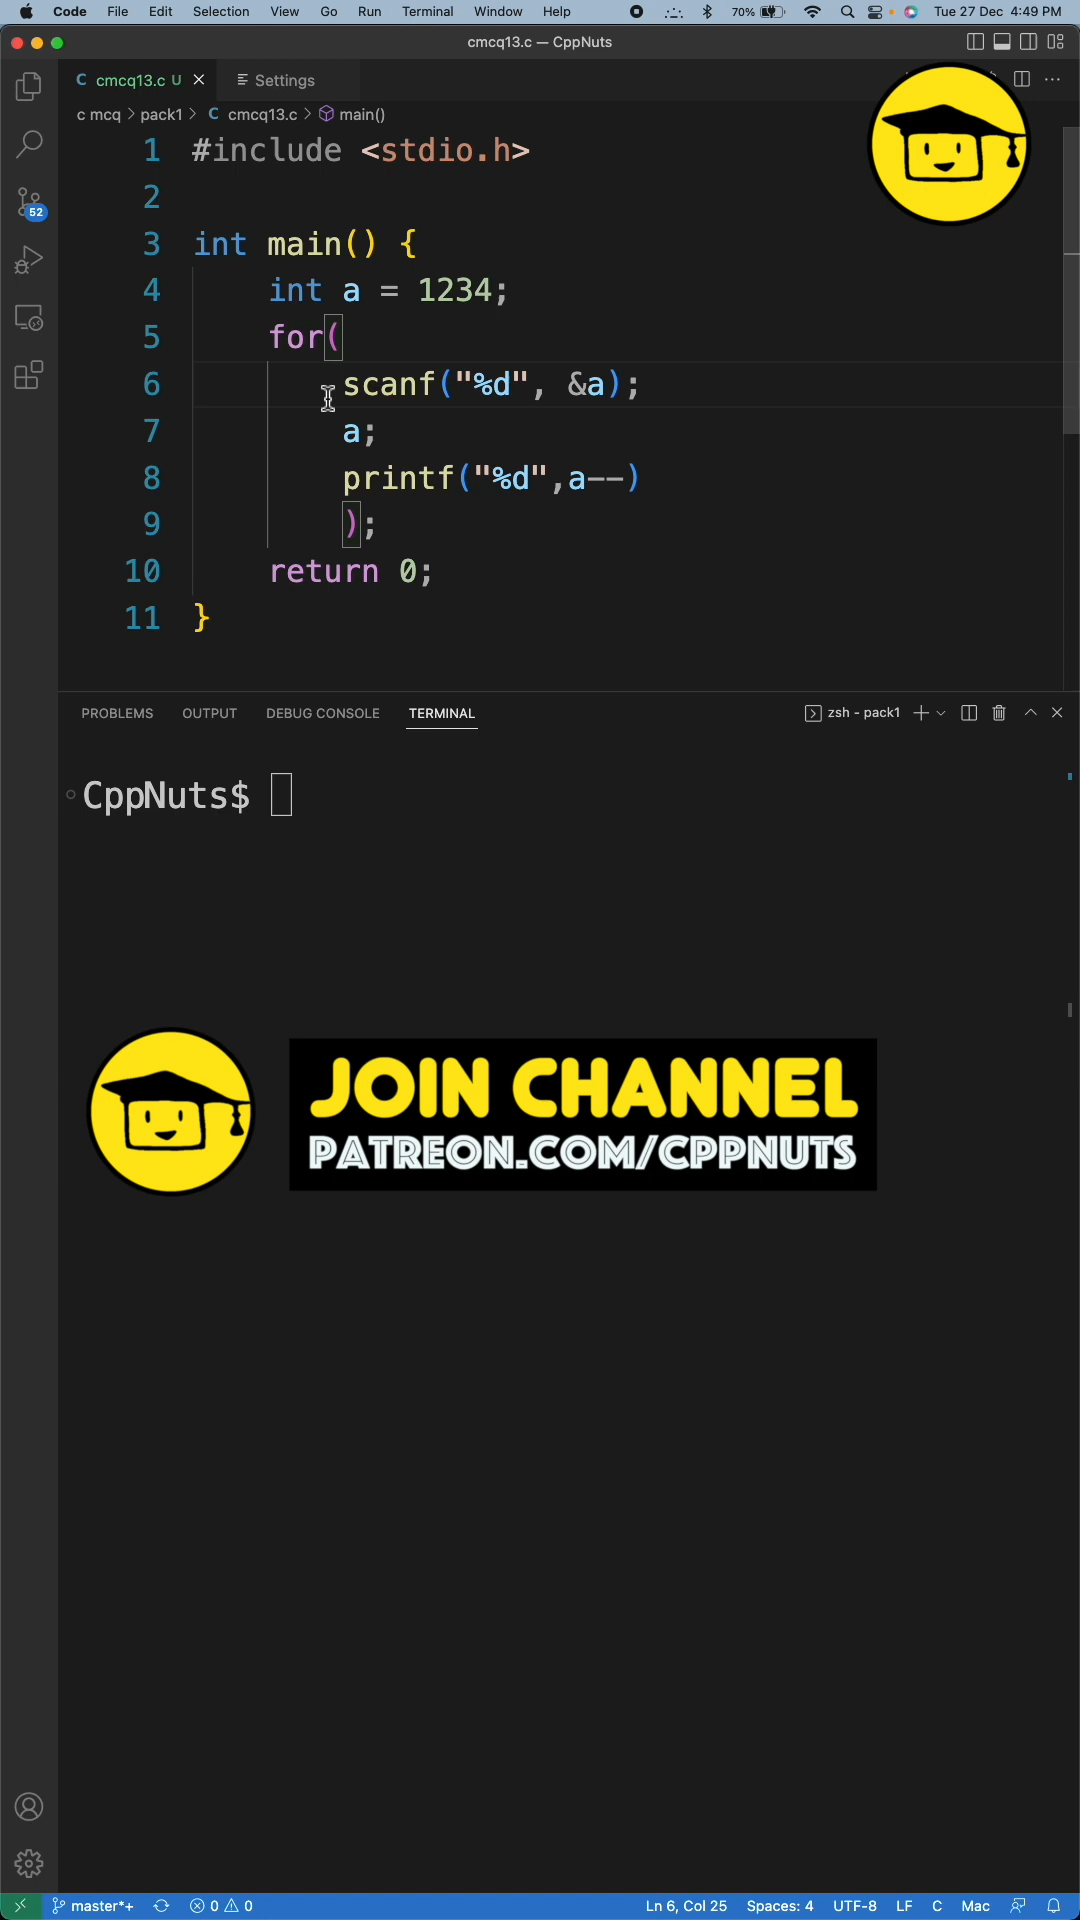 Code File Edit Selection View Go Run Terminal Window Help 70% Tue 27 Dec 4:49 PM
cmcq13.c — CppNuts
C cmcq13.c U Settings
c mcq > pack1 > C cmcq13.c > main()
1 #include <stdio.h>
2
3 int main() {
4 int a = 1234;
5 for(
6 scanf("%d", &a);
7 a;
8 printf("%d",a--)
9 );
10 return 0;
11 }
52
PROBLEMS OUTPUT DEBUG CONSOLE TERMINAL zsh - pack1
CppNuts$
JOIN CHANNEL
PATREON.COM/CPPNUTS
master*+ 0 0 Ln 6, Col 25 Spaces: 4 UTF-8 LF C Mac